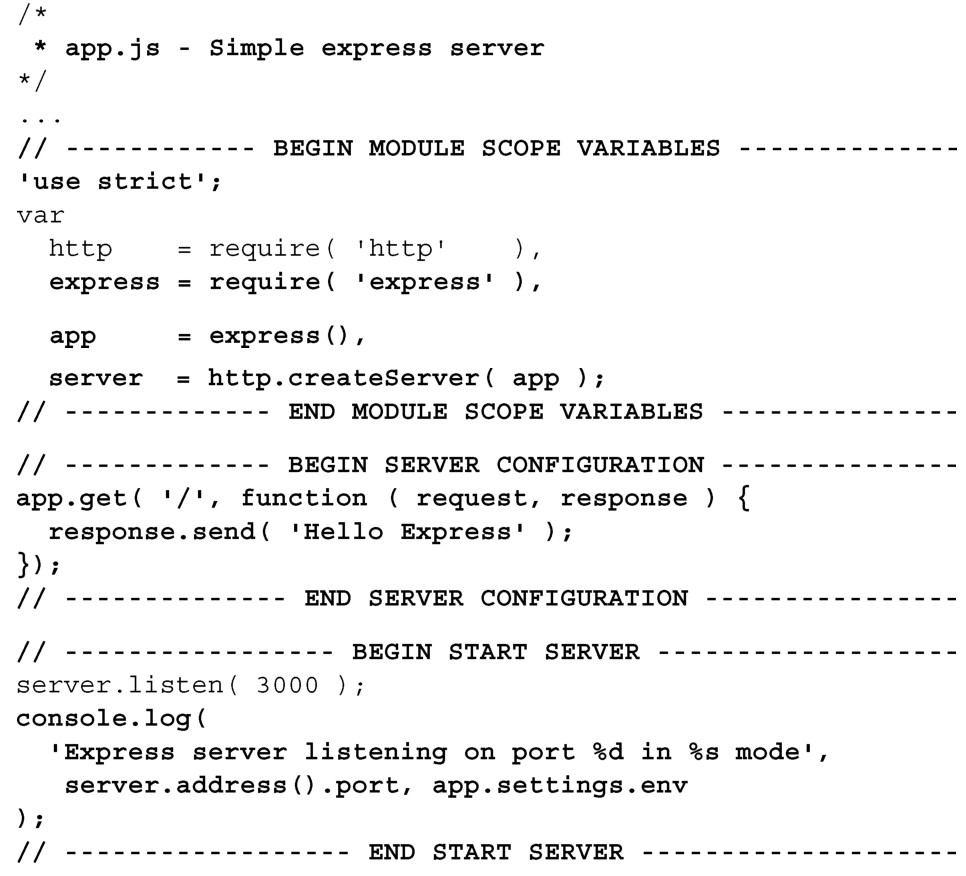 /*
 * app.js - Simple express server
*/
...
// ------------ BEGIN MODULE SCOPE VARIABLES --------------
'use strict';
var
  http    = require( 'http'    ),
  express = require( 'express' ),
  app     = express(),
  server  = http.createServer( app );
// ------------- END MODULE SCOPE VARIABLES ---------------
// ------------- BEGIN SERVER CONFIGURATION ---------------
app.get( '/', function ( request, response ) {
  response.send( 'Hello Express' );
});
// -------------- END SERVER CONFIGURATION ----------------
// ----------------- BEGIN START SERVER -------------------
server.listen( 3000 );
console.log(
  'Express server listening on port %d in %s mode',
   server.address().port, app.settings.env
);
// ------------------ END START SERVER --------------------